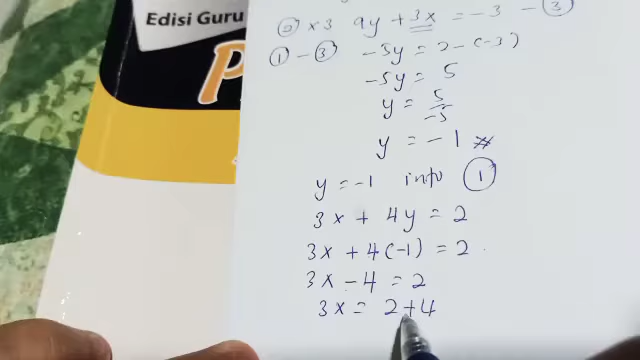 Edisi Guru
P
② ×3 9y + 3x = -3 - ③
① - ③ -5y = 2 - (-3)
-5y = 5
y = 5/-5
y = -1
y = -1 into ①
3x + 4y = 2
3x + 4(-1) = 2
3x - 4 = 2
3x = 2+4